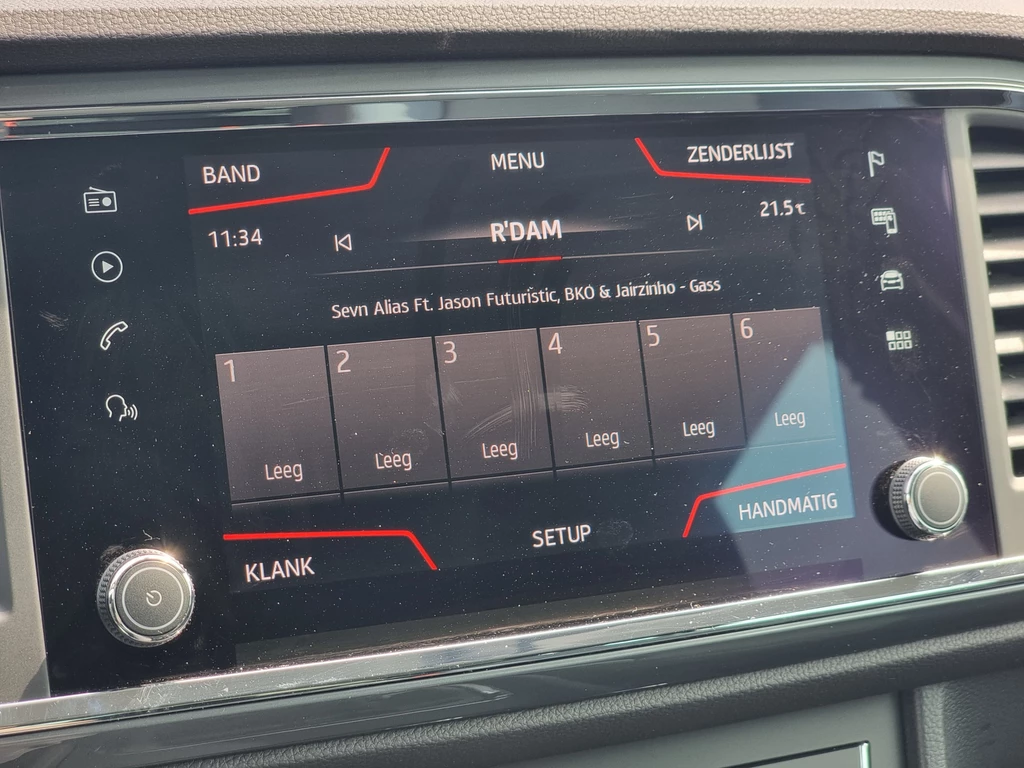 BAND MENU ZENDERLIJST
11:34 R'DAM 21.5℃
Sevn Alias Ft. Jason Futuristic, BKO & Jairzinho - Gass
1 2 3 4 5 6
Leeg Leeg Leeg Leeg Leeg Leeg
KLANK SETUP HANDMATIG